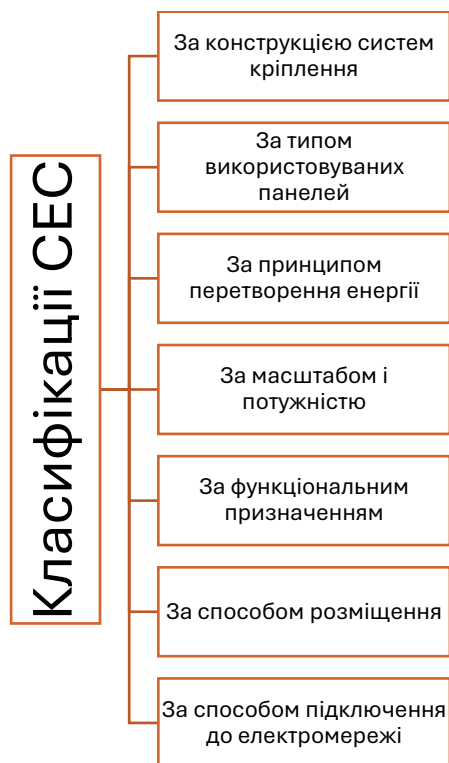 Класифікації СЕС
За конструкцією систем
кріплення
За типом
використовуваних
панелей
За принципом
перетворення енергії
За масштабом і
потужністю
За функціональним
призначенням
За способом розміщення
За способом підключення
до електромережі